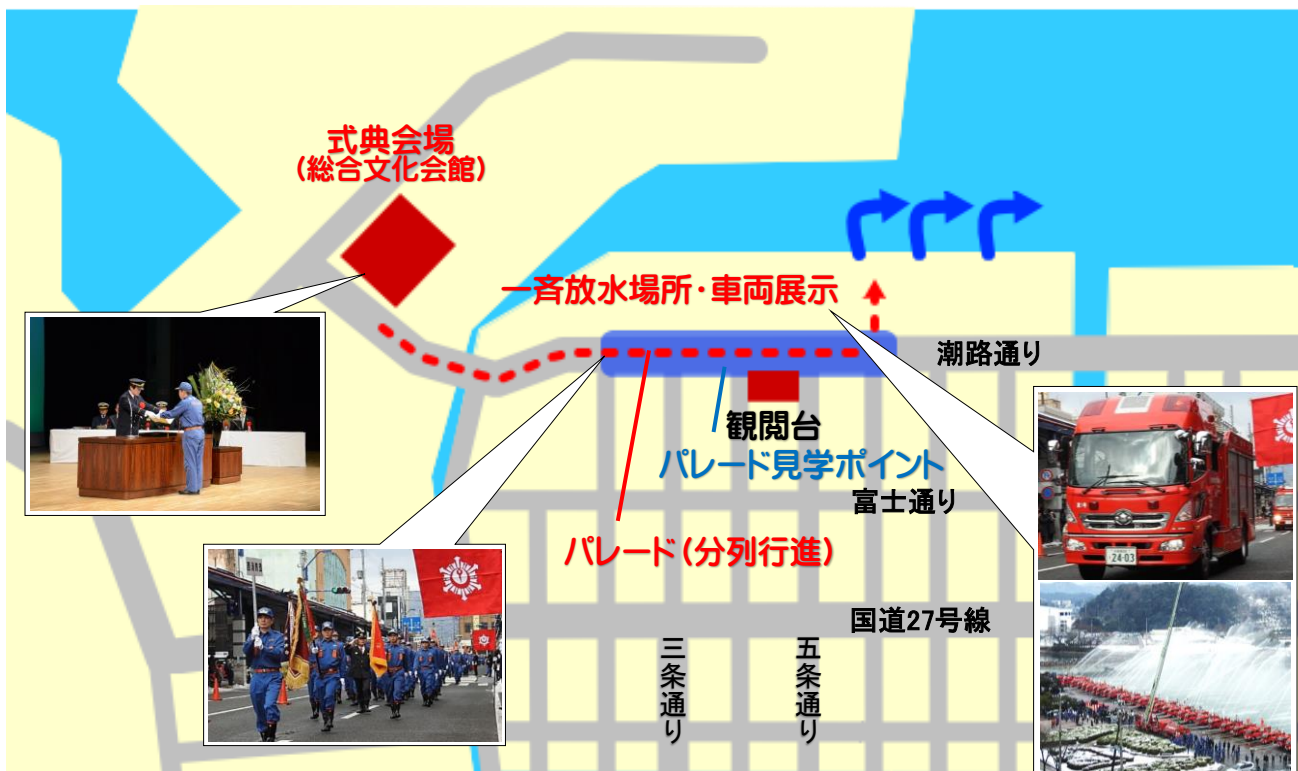 式典会場
(総合文化会館)
一斉放水場所・車両展示
潮路通り
観閲台
パレード見学ポイント
富士通り
パレード(分列行進)
国道27号線
三条通り
五条通り
24-03